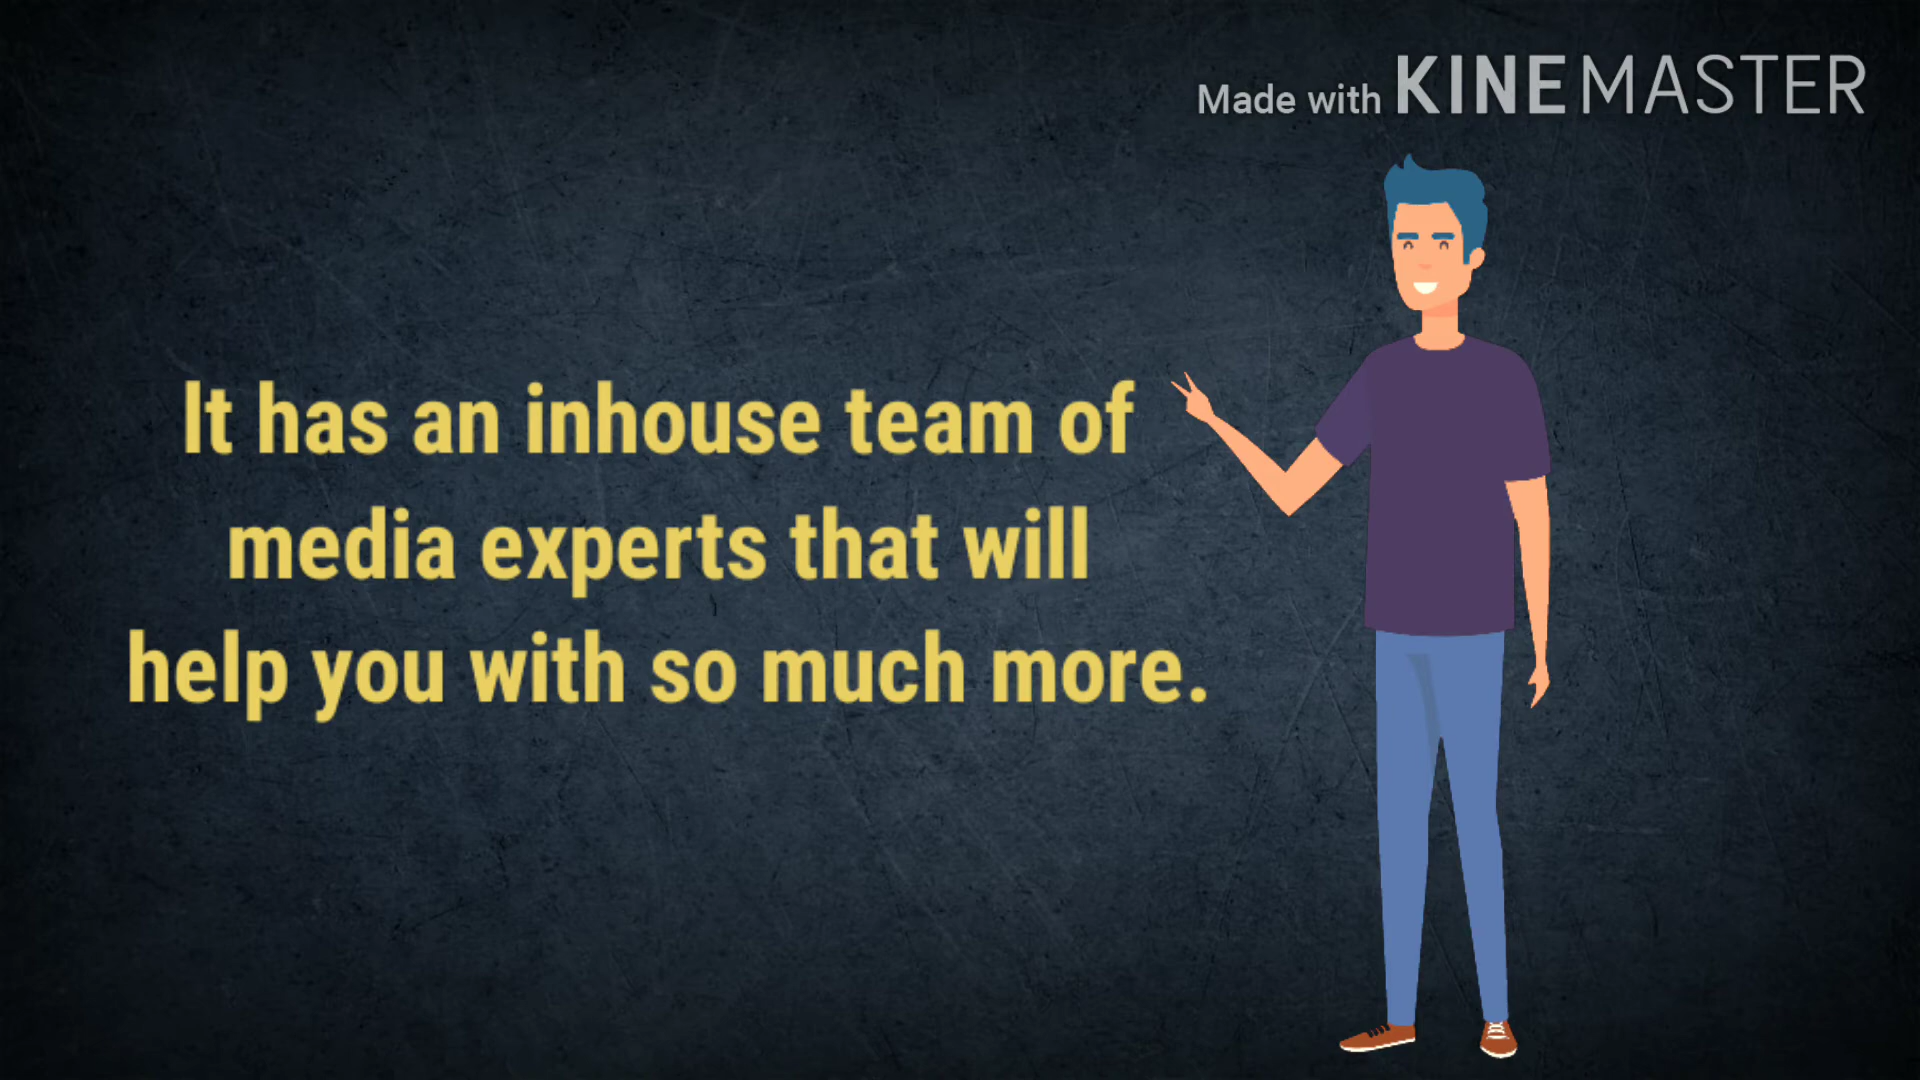 Made with KINEMASTER
It has an inhouse team of
media experts that will
help you with so much more.